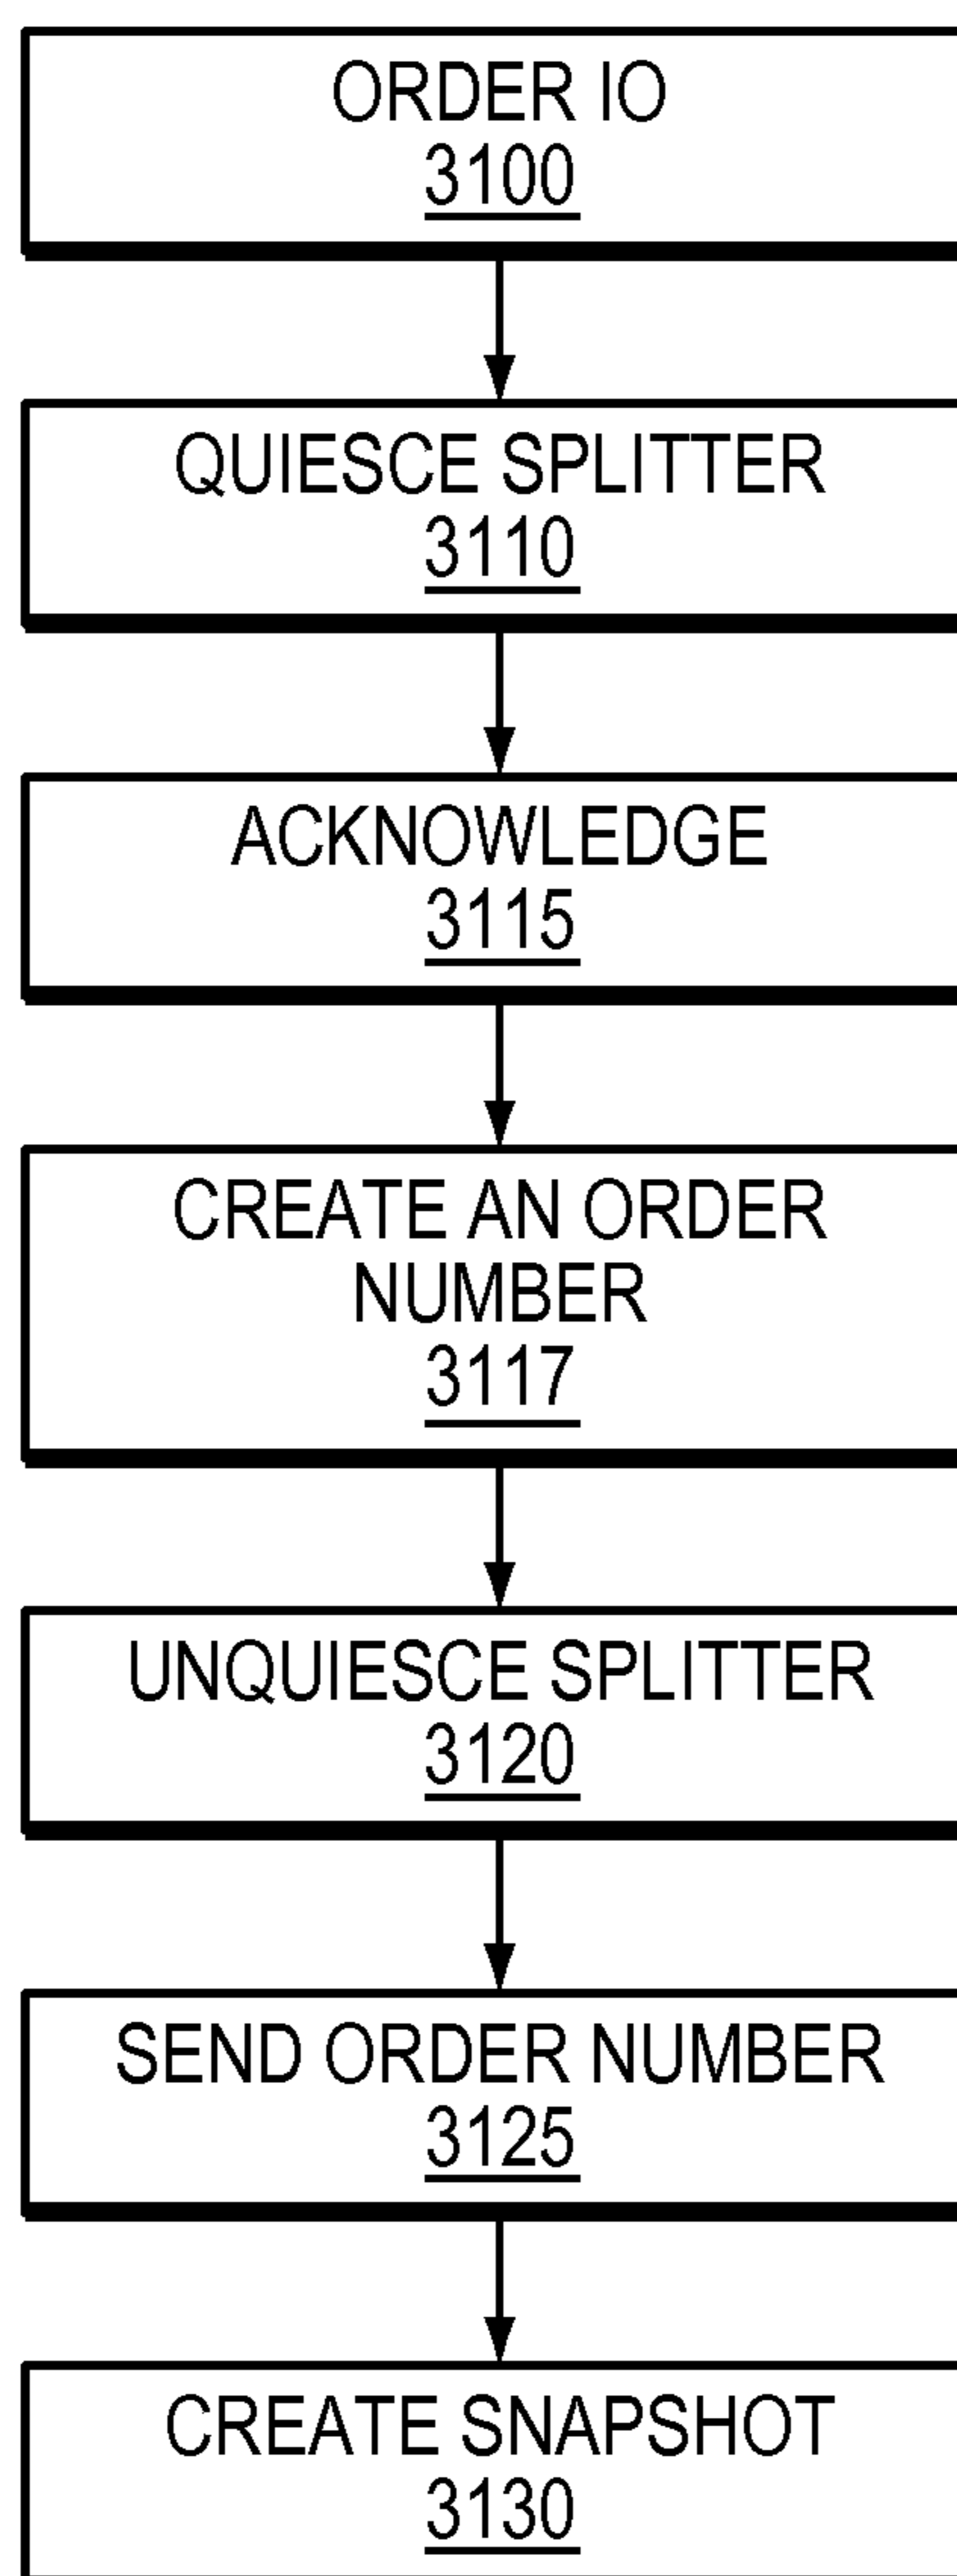 ORDER IO
3100
QUIESCE SPLITTER
3110
ACKNOWLEDGE
3115
CREATE AN ORDER
NUMBER
3117
UNQUIESCE SPLITTER
3120
SEND ORDER NUMBER
3125
CREATE SNAPSHOT
3130